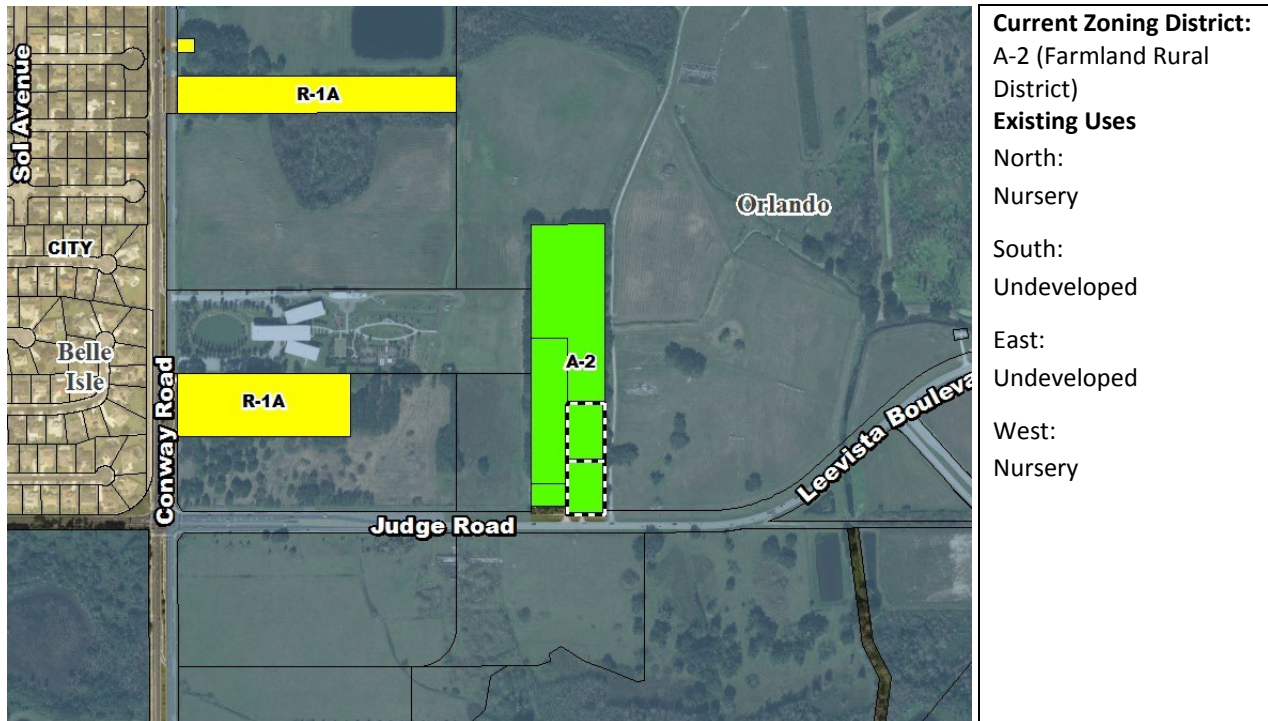 Sol Avenue
R-1A
Orlando
CITY
Belle
Isle
A-2
R-1A
Conway Road
Leevista Bouleva
Judge Road
Current Zoning District:
A-2 (Farmland Rural
District)
Existing Uses
North:
Nursery
South:
Undeveloped
East:
Undeveloped
West:
Nursery